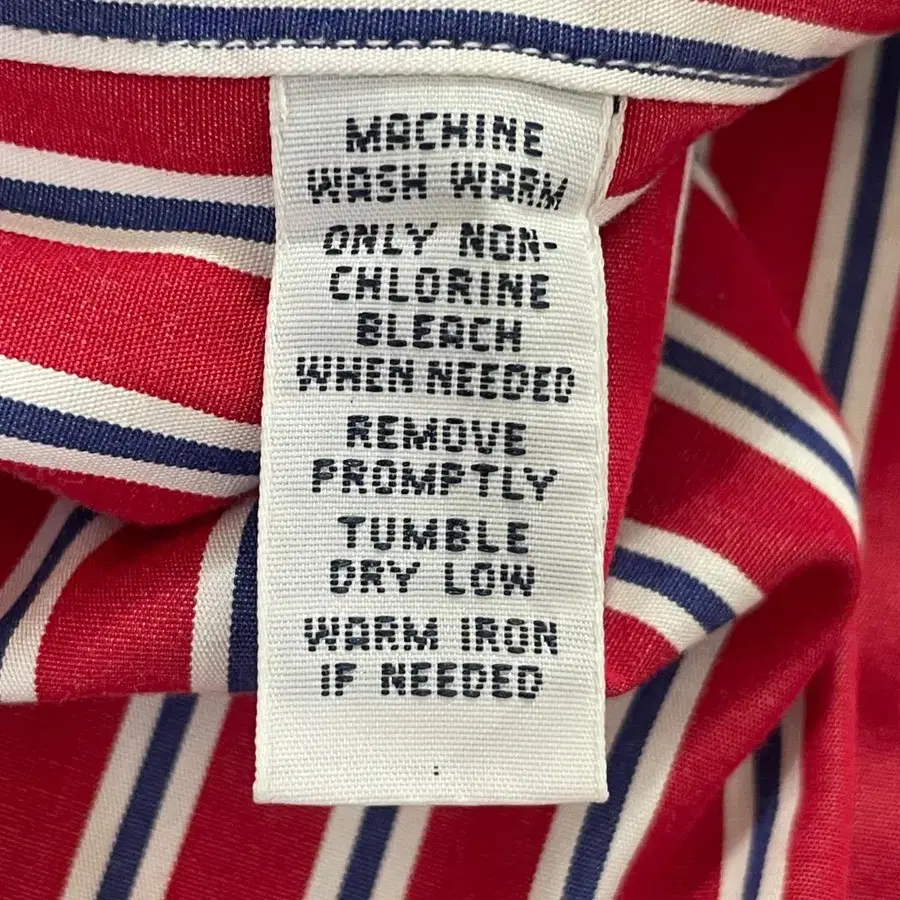 MACHINE
WASH WARM
ONLY NON-
CHLORINE
BLEACH
WHEN NEEDED
REMOVE
PROMPTLY
TUMBLE
DRY LOW
WARM IRON
IF NEEDED